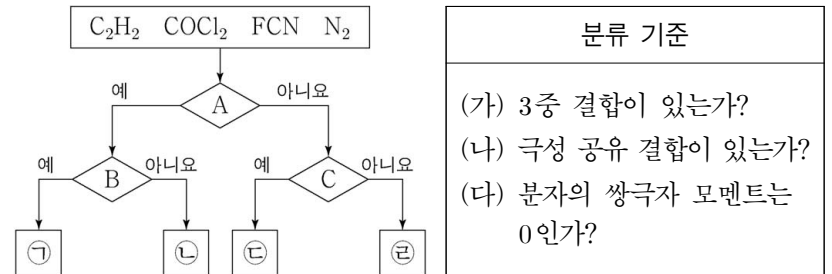 C₂H₂ COCl₂ FCN N₂
예 A 아니요
예 B 아니요 예 C 아니요
㉠ ㉡ ㉢ ㉣
분류 기준
(가) 3중 결합이 있는가?
(나) 극성 공유 결합이 있는가?
(다) 분자의 쌍극자 모멘트는
0인가?